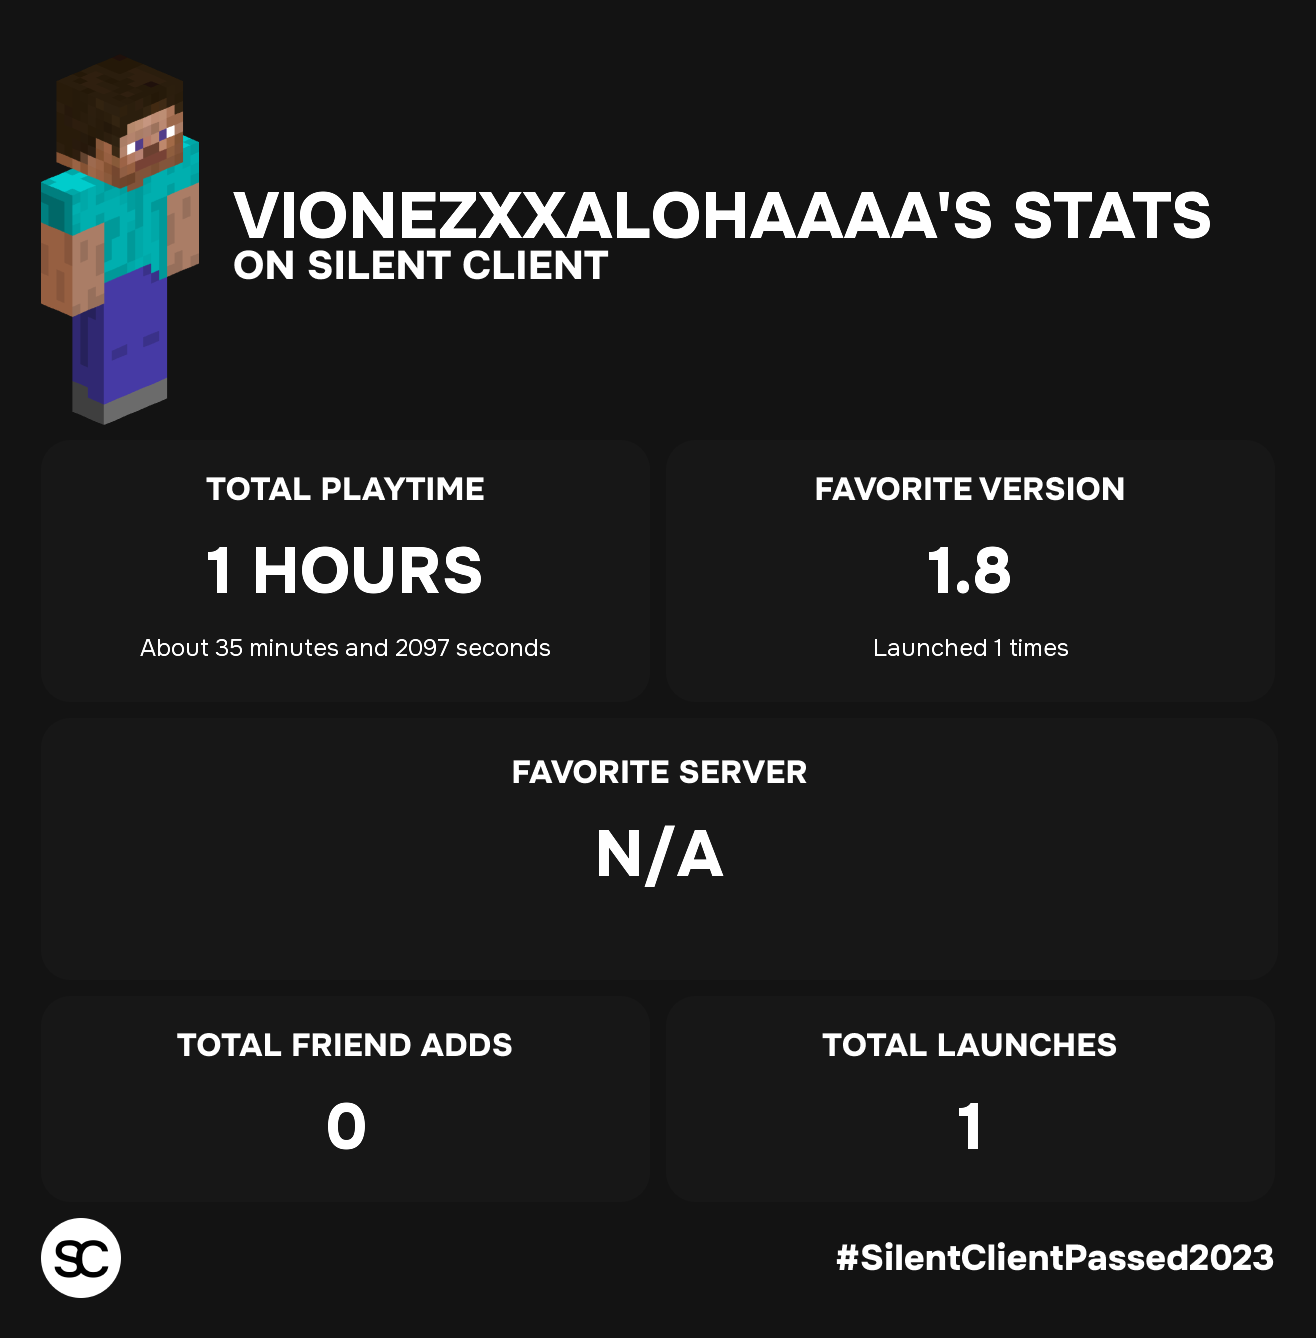 VIONEZXXALOHAAAA'S STATS
ON SILENT CLIENT
TOTAL PLAYTIME
1 HOURS
About 35 minutes and 2097 seconds
FAVORITE VERSION
1.8
Launched 1 times
FAVORITE SERVER
N/A
TOTAL FRIEND ADDS
0
TOTAL LAUNCHES
1
SC
#SilentClientPassed2023